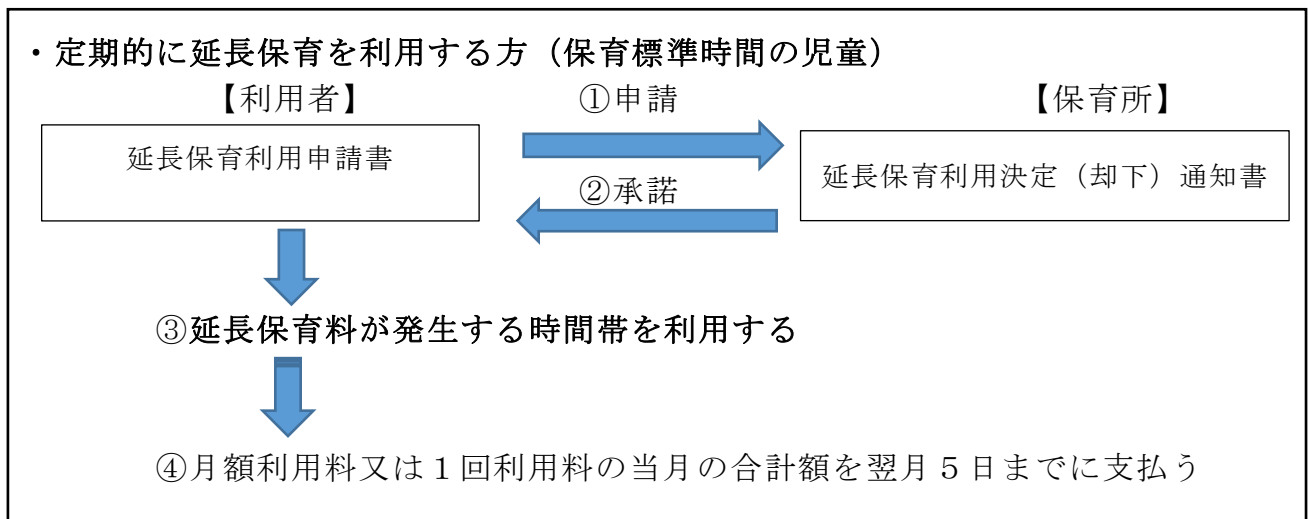 ・定期的に延長保育を利用する方（保育標準時間の児童）
【利用者】 ①申請 【保育所】
延長保育利用申請書
延長保育利用決定（却下）通知書
②承諾
③延長保育料が発生する時間帯を利用する
④月額利用料又は１回利用料の当月の合計額を翌月５日までに支払う